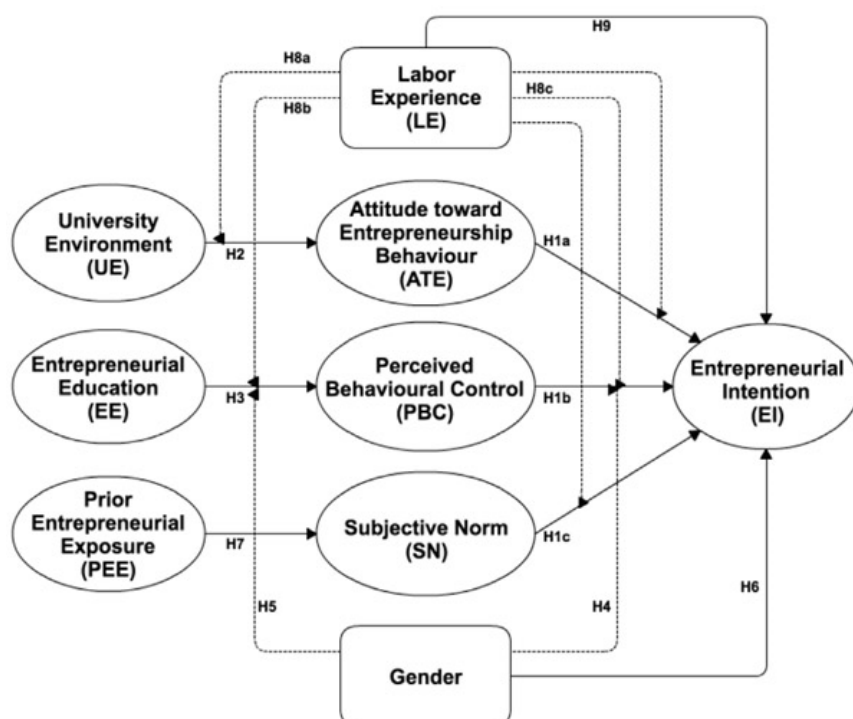 H9
H8a
Labor
Experience
(LE)
H8b
H8c
University
Environment
(UE)
H2
Attitude toward
Entrepreneurship
Behaviour
(ATE)
H1a
Entrepreneurial
Education
(EE)
H3
Perceived
Behavioural Control
(PBC)
H1b
Entrepreneurial
Intention
(EI)
Prior
Entrepreneurial
Exposure
(PEE)
H7
Subjective Norm
(SN)
H1c
H5
H4
H6
Gender